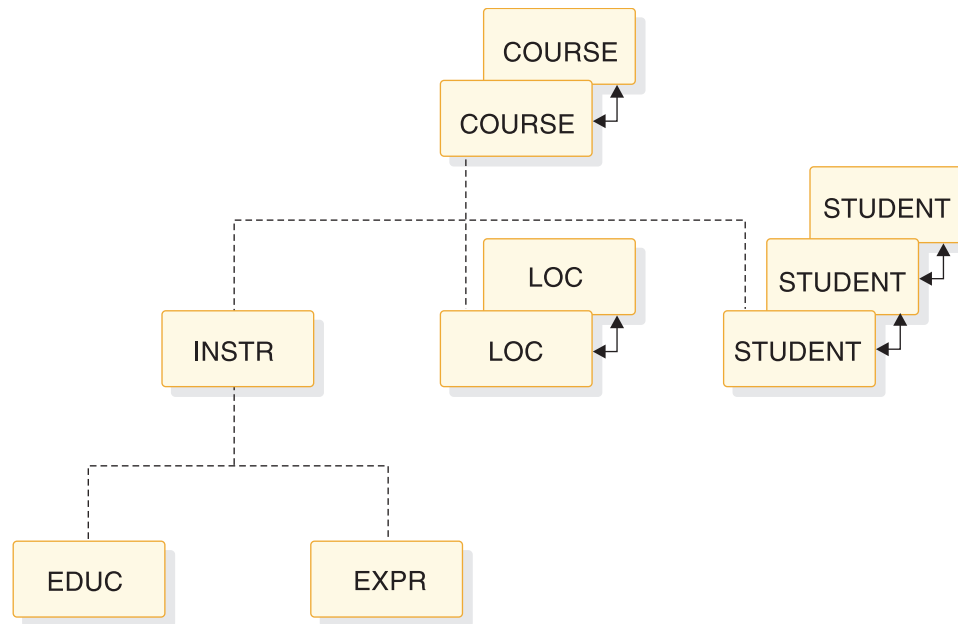 COURSE
COURSE
STUDENT
STUDENT
LOC
INSTR
LOC
STUDENT
EDUC
EXPR